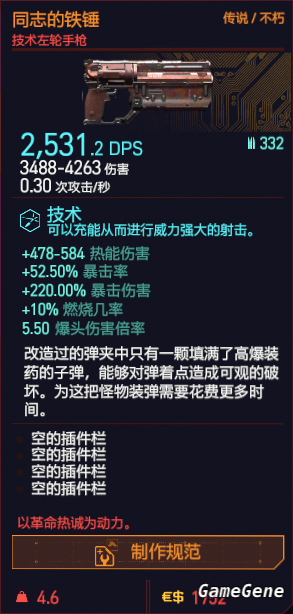 同志的铁锤
传说 / 不朽
技术左轮手枪
2,531.2 DPS
332
3488-4263 伤害
0.30 次攻击/秒
技术
可以充能从而进行威力强大的射击。
+478-584 热能伤害
+52.50% 暴击率
+220.00% 暴击伤害
+10% 燃烧几率
5.50 爆头伤害倍率
改造过的弹夹中只有一颗填满了高爆装
药的子弹，能够对弹着点造成可观的破
坏。为这把怪物装弹需要花费更多时
间。
空的插件栏
空的插件栏
空的插件栏
空的插件栏
以革命热诚为动力。
制作规范
4.6
€$
GameGene